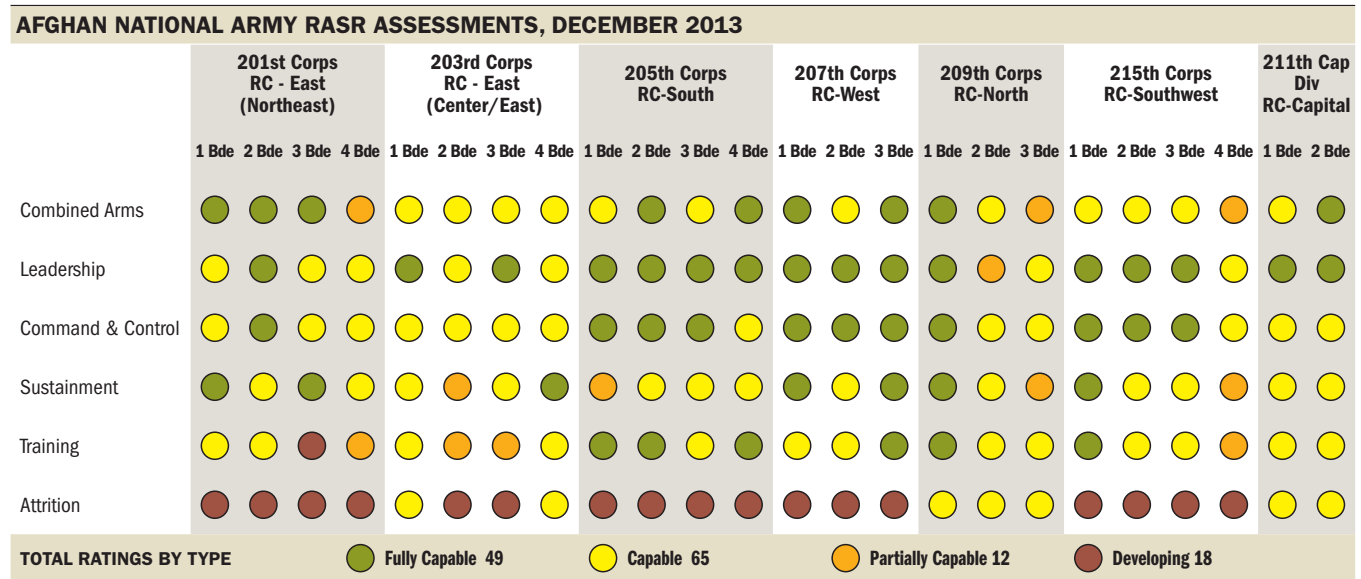 AFGHAN NATIONAL ARMY RASR ASSESSMENTS, DECEMBER 2013
201st Corps
RC - East
(Northeast)
203rd Corps
RC - East
(Center/East)
205th Corps
RC-South
207th Corps
RC-West
209th Corps
RC-North
215th Corps
RC-Southwest
211th Cap
Div
RC-Capital
1 Bde 2 Bde 3 Bde 4 Bde 1 Bde 2 Bde 3 Bde 4 Bde 1 Bde 2 Bde 3 Bde 4 Bde 1 Bde 2 Bde 3 Bde 1 Bde 2 Bde 3 Bde 1 Bde 2 Bde 3 Bde 4 Bde 1 Bde 2 Bde
Combined Arms
Leadership
Command & Control
Sustainment
Training
Attrition
TOTAL RATINGS BY TYPE Fully Capable 49 Capable 65 Partially Capable 12 Developing 18